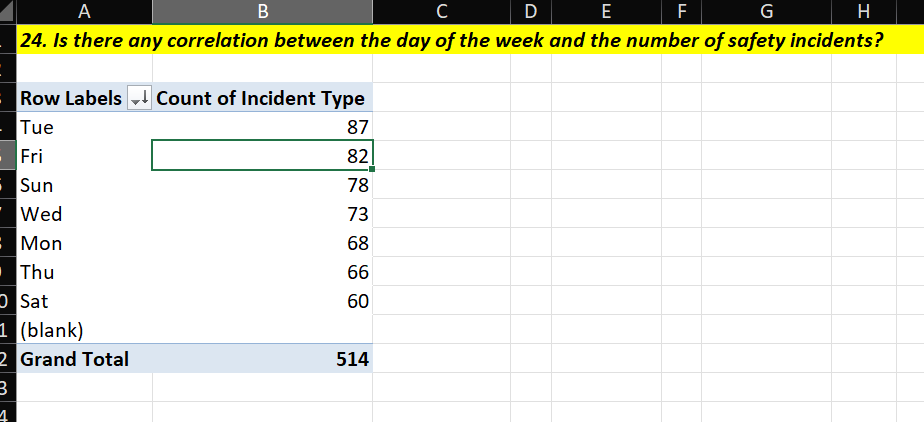 A B C D E F G H
24. Is there any correlation between the day of the week and the number of safety incidents?
Row Labels Count of Incident Type
Tue 87
Fri 82
Sun 78
Wed 73
Mon 68
Thu 66
Sat 60
(blank)
Grand Total 514